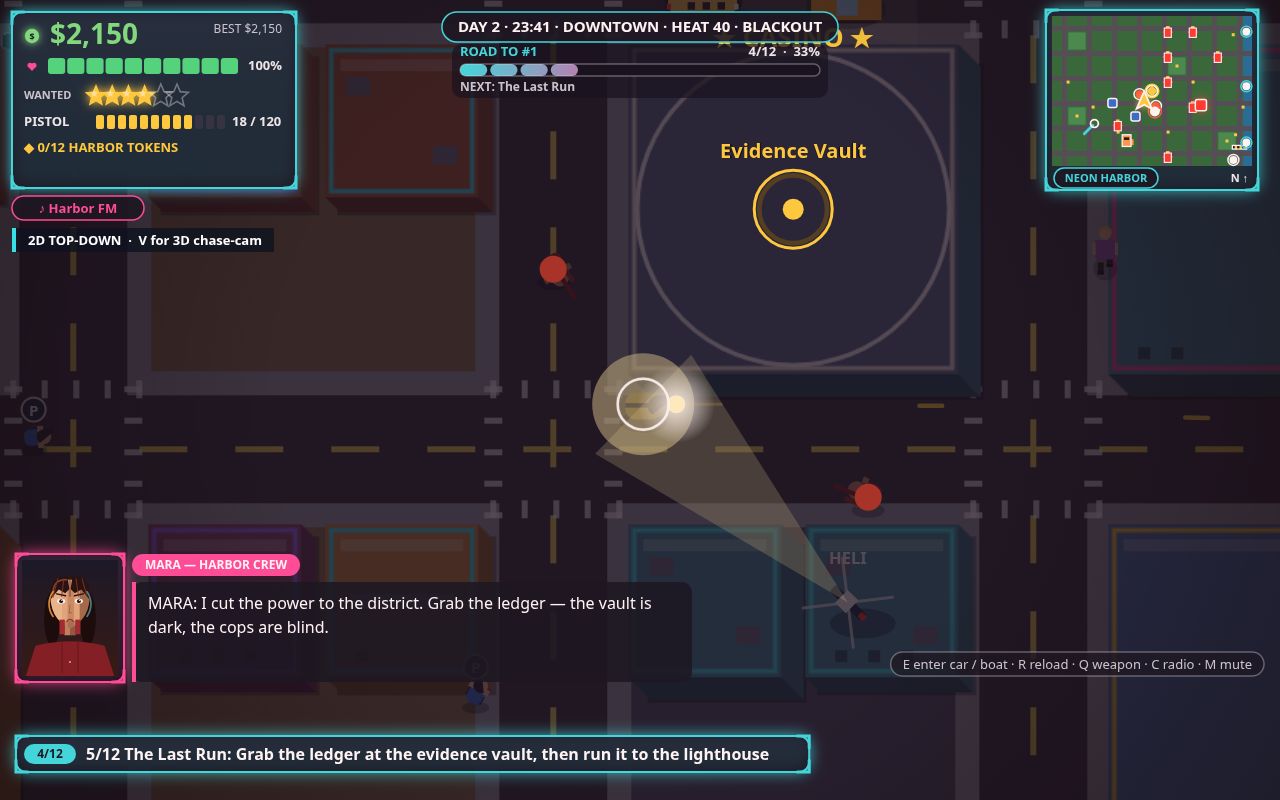 $ $2,150 BEST $2,150
100%
WANTED
PISTOL 18 / 120
◆ 0/12 HARBOR TOKENS
♪ Harbor FM
2D TOP-DOWN · V for 3D chase-cam
DAY 2 · 23:41 · DOWNTOWN · HEAT 40 · BLACKOUT
★ CASINO ★
ROAD TO #1 4/12 · 33%
NEXT: The Last Run
NEON HARBOR N ↑
Evidence Vault
P
HELI
P
MARA — HARBOR CREW
MARA: I cut the power to the district. Grab the ledger — the vault is
dark, the cops are blind.
E enter car / boat · R reload · Q weapon · C radio · M mute
4/12 5/12 The Last Run: Grab the ledger at the evidence vault, then run it to the lighthouse